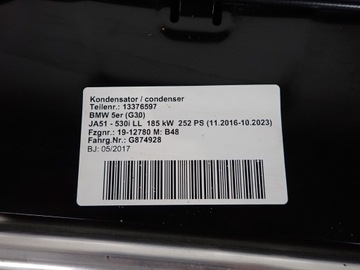 Kondensator / condenser
Teilenr.: 13376597
BMW 5er (G30)
JA51 - 530i LL 185 kW 252 PS (11.2016-10.2023)
Fzgnr.: 19-12780 M: B48
Fahrg.Nr.: G874928
BJ: 05/2017